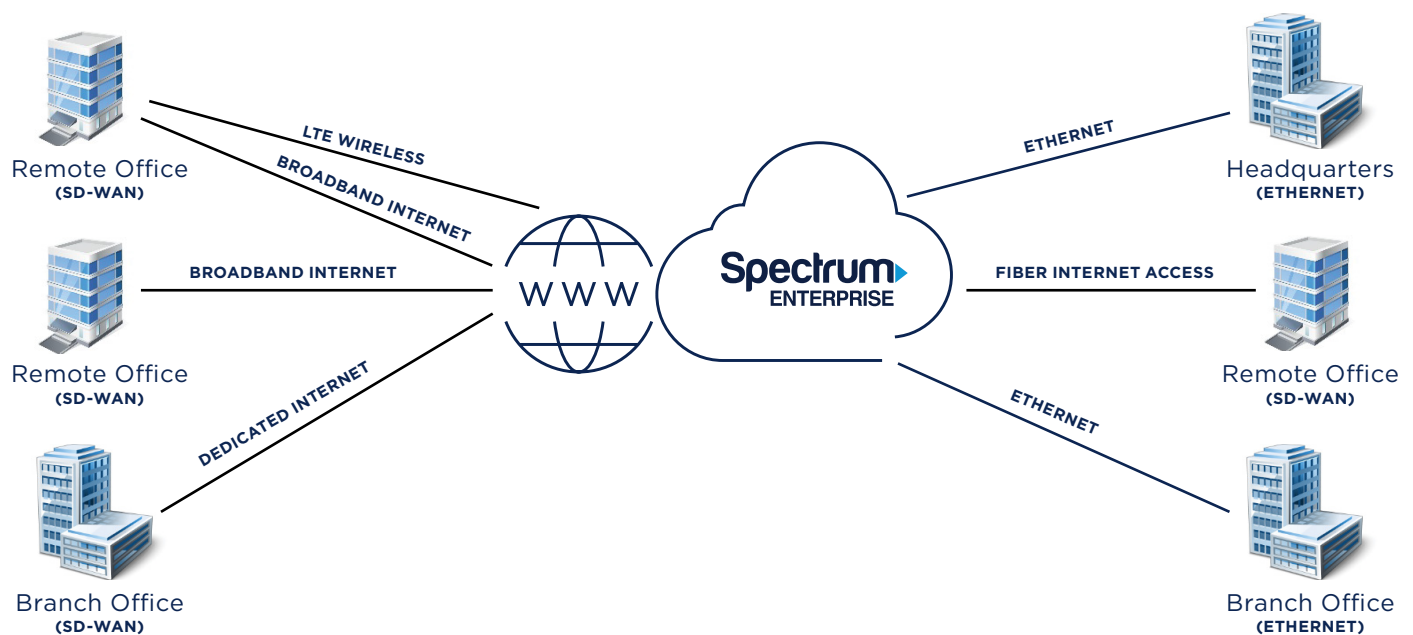 LTE WIRELESS
BROADBAND INTERNET
Remote Office
(SD-WAN)
BROADBAND INTERNET
Remote Office
(SD-WAN)
DEDICATED INTERNET
Branch Office
(SD-WAN)
W W W
Spectrum
ENTERPRISE
ETHERNET
Headquarters
(ETHERNET)
FIBER INTERNET ACCESS
Remote Office
(SD-WAN)
ETHERNET
Branch Office
(ETHERNET)